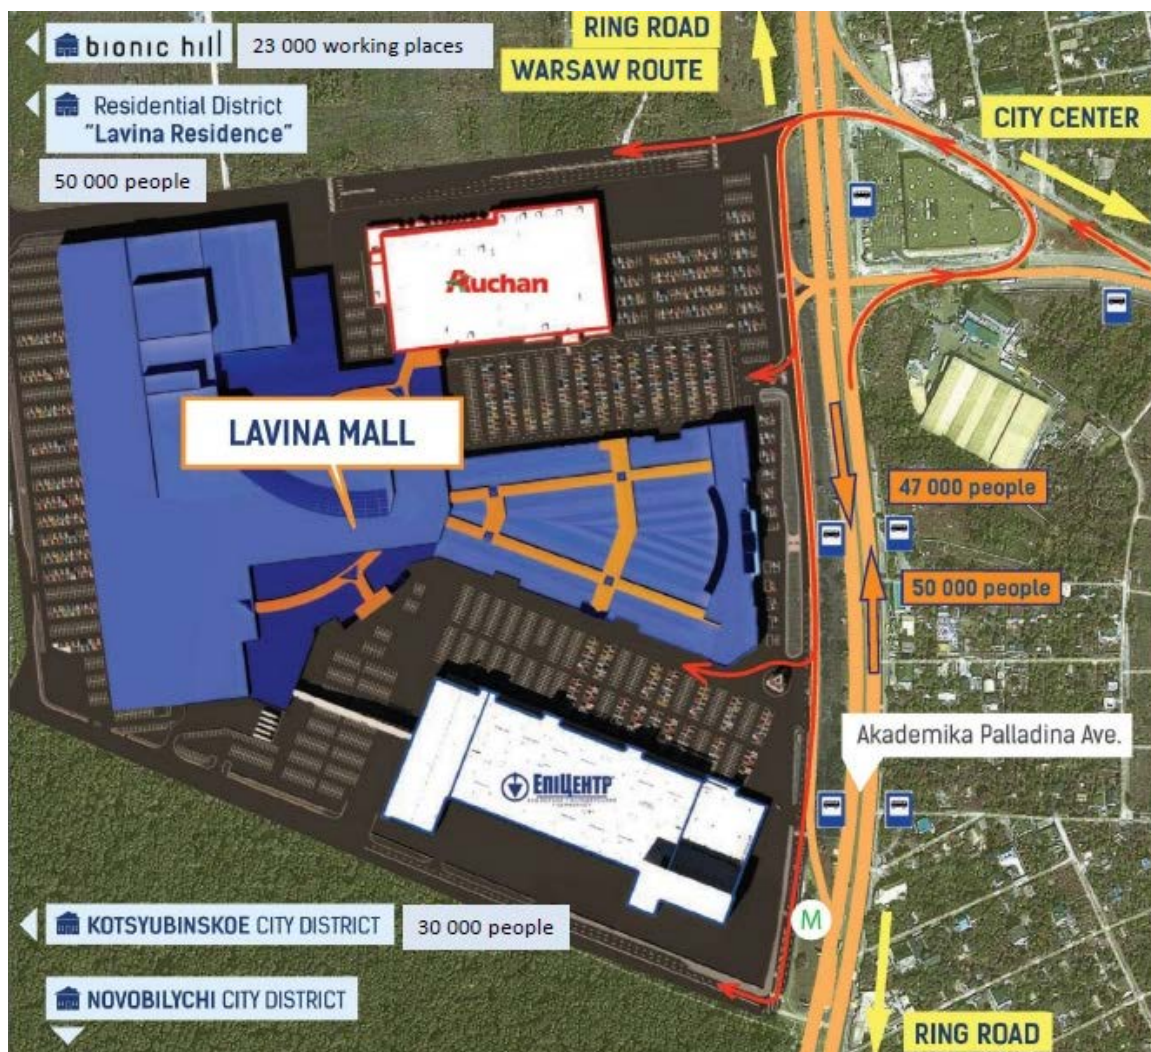 bionic hill
23 000 working places
Residential District
"Lavina Residence"
50 000 people
RING ROAD
WARSAW ROUTE
CITY CENTER
Auchan
LAVINA MALL
47 000 people
50 000 people
Akademika Palladina Ave.
ЕПІЦЕНТР
KOTSYUBINSKOE CITY DISTRICT
30 000 people
M
NOVOBILYCHI CITY DISTRICT
RING ROAD